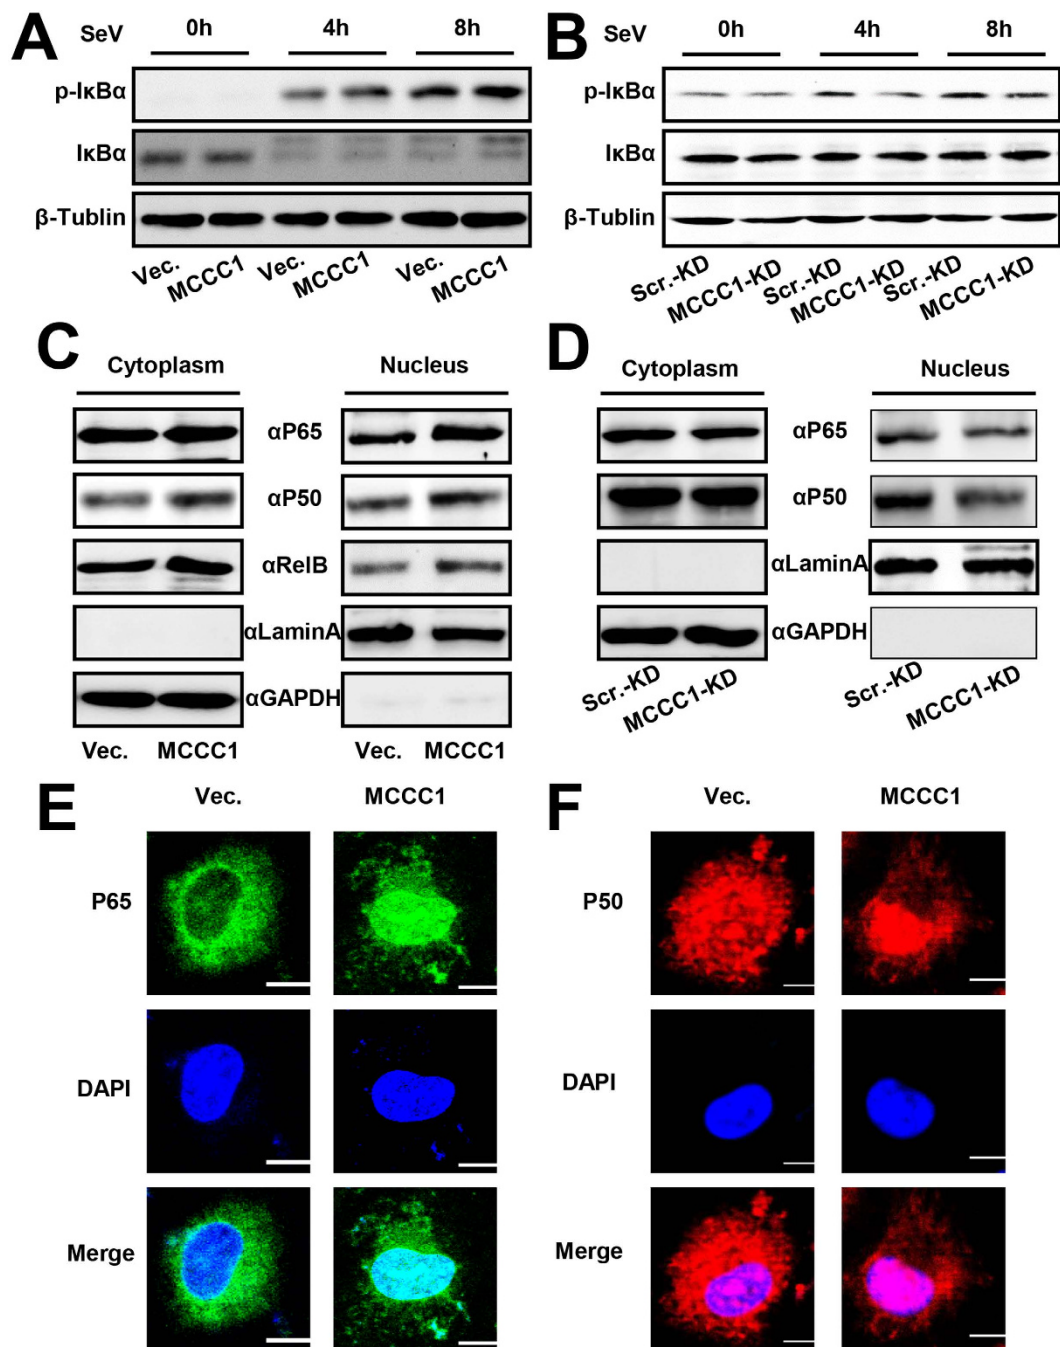 A
SeV 0h 4h 8h
p-IκBα
IκBα
β-Tublin
Vec. MCCC1 Vec. MCCC1 Vec. MCCC1
B
SeV 0h 4h 8h
p-IκBα
IκBα
β-Tublin
Scr.-KD MCCC1-KD Scr.-KD MCCC1-KD Scr.-KD MCCC1-KD
C
Cytoplasm Nucleus
αP65
αP50
αRelB
αLaminA
αGAPDH
Vec. MCCC1 Vec. MCCC1
D
Cytoplasm Nucleus
αP65
αP50
αLaminA
αGAPDH
Scr.-KD MCCC1-KD Scr.-KD MCCC1-KD
E
Vec. MCCC1
P65
DAPI
Merge
F
Vec. MCCC1
P50
DAPI
Merge